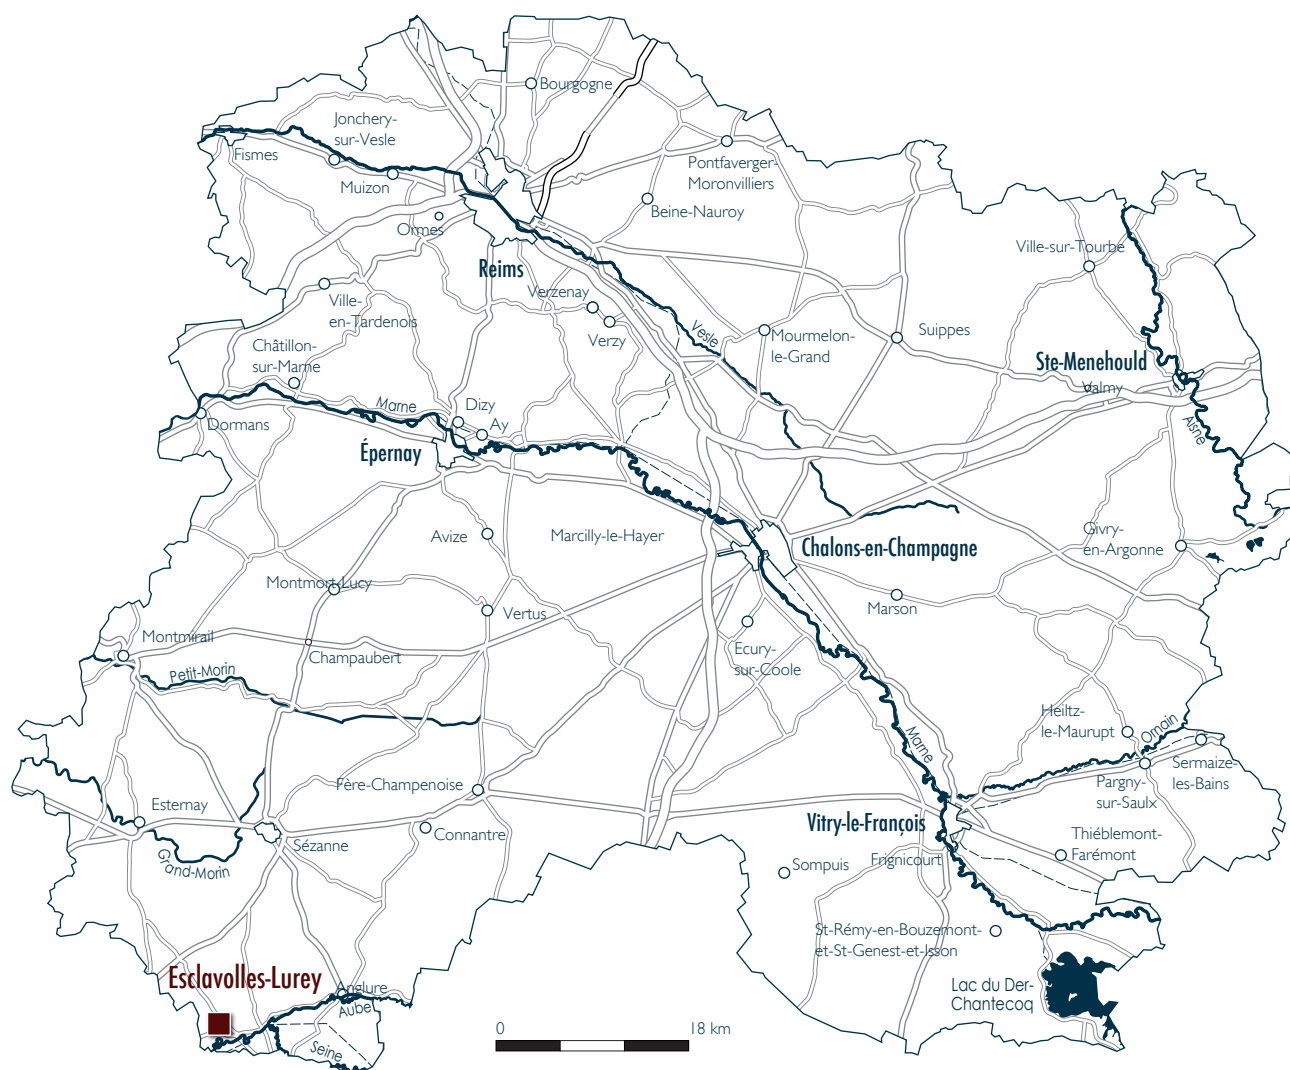 Bourgogne
Jonchery-
sur-Vesle
Fismes
Muizon
Pontfaverger-
Moronvilliers
Beine-Nauroy
Ormes
Ville-sur-Tourbe
Reims
Ville-
en-Tardenois
Verzenay
Verzy
Vesle
Mourmelon-
le-Grand
Suippes
Châtillon-
sur-Marne
Ste-Menehould
Valmy
Marne
Dizy
Ay
Dormans
Aisne
Épernay
Avize
Marcilly-le-Hayer
Chalons-en-Champagne
Givry-
en-Argonne
Montmort-Lucy
Vertus
Marson
Montmirail
Champaubert
Ecury-
sur-Coole
Petit-Morin
Heiltz-
le-Maurupt
Ornain
Marne
Sermaize-
les-Bains
Pargny-
sur-Saulx
Fère-Champenoise
Esternay
Connantre
Sézanne
Grand-Morin
Vitry-le-François
Frignicourt
Thiéblemont-
Farémont
Sompuis
St-Rémy-en-Bouzemont-
et-St-Genest-et-Isson
Esclavolles-Lurey
Anglure
Aube
Seine
Lac du Der-
Chantecoq
0 18 km